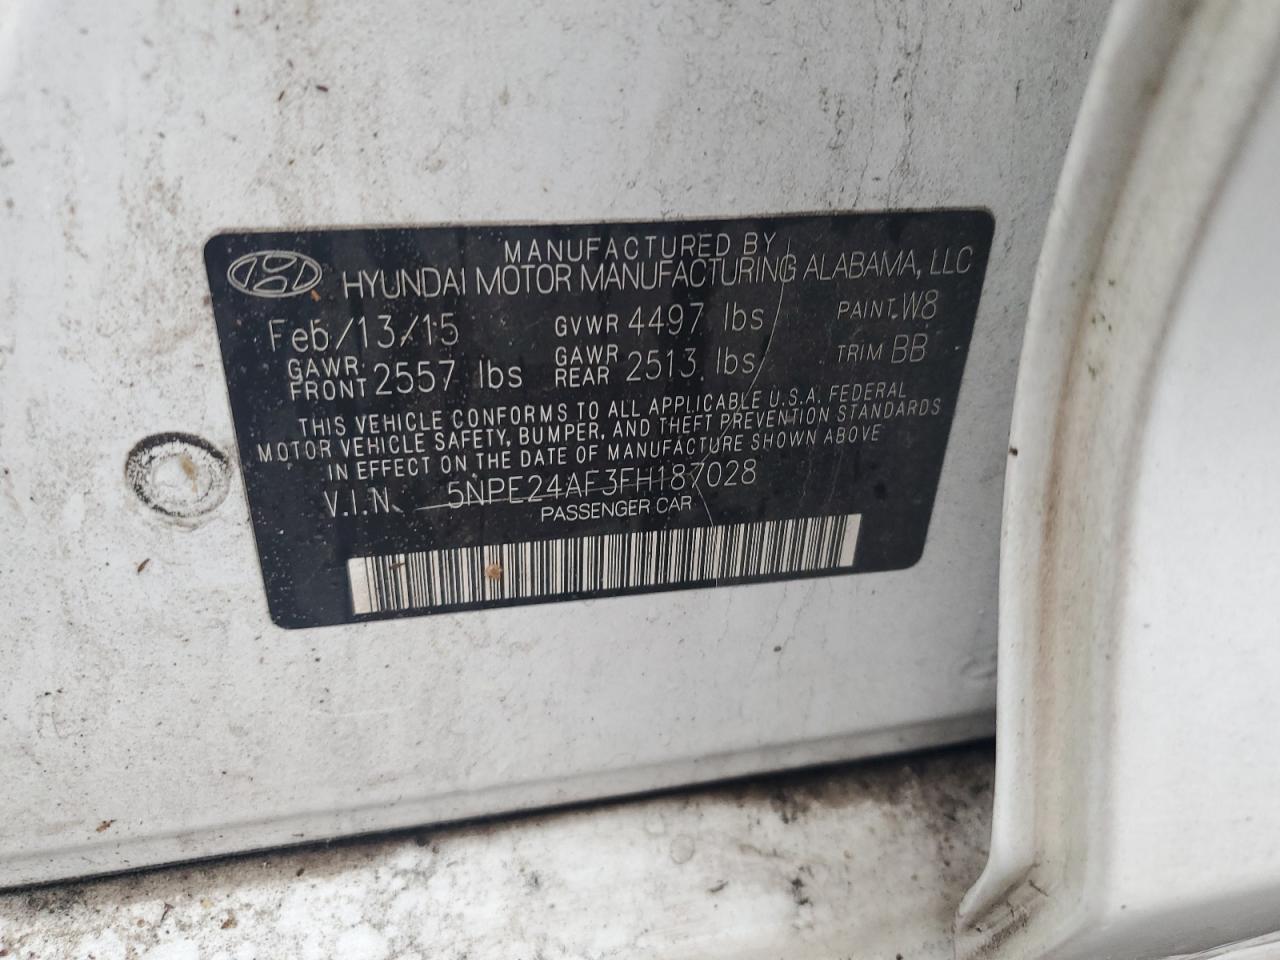 MANUFACTURED BY
HYUNDAI MOTOR MANUFACTURING ALABAMA, LLC
Feb/13/15 GVWR 4497 lbs PAINT W8
GAWR FRONT 2557 lbs GAWR REAR 2513 lbs TRIM BB
THIS VEHICLE CONFORMS TO ALL APPLICABLE U.S.A. FEDERAL
MOTOR VEHICLE SAFETY, BUMPER, AND THEFT PREVENTION STANDARDS
IN EFFECT ON THE DATE OF MANUFACTURE SHOWN ABOVE
V.I.N. 5NPE24AF3FH187028
PASSENGER CAR